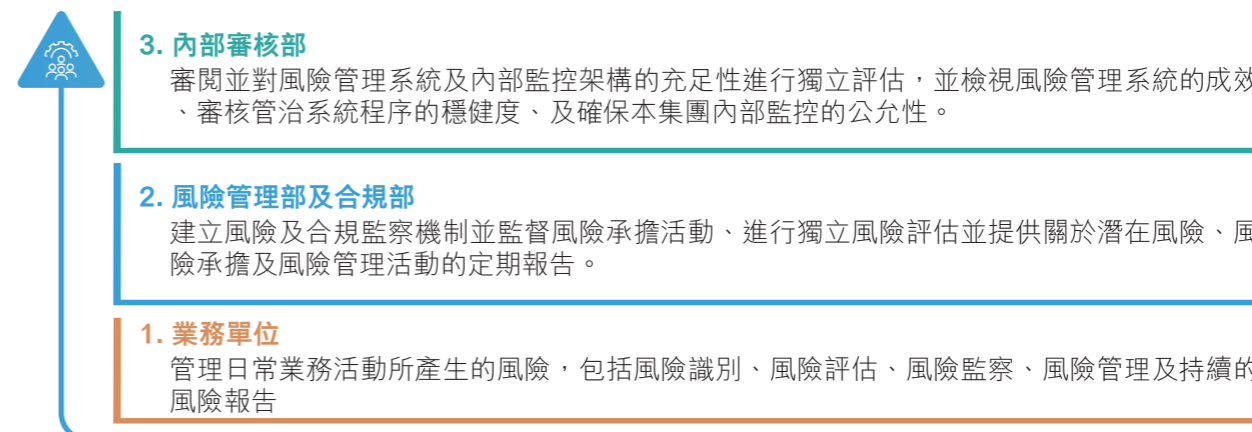 3. 內部審核部
審閱並對風險管理系統及內部監控架構的充足性進行獨立評估，並檢視風險管理系統的成效
、審核管治系統程序的穩健度、及確保本集團內部監控的公允性。
2. 風險管理部及合規部
建立風險及合規監察機制並監督風險承擔活動、進行獨立風險評估並提供關於潛在風險、風
險承擔及風險管理活動的定期報告。
1. 業務單位
管理日常業務活動所產生的風險，包括風險識別、風險評估、風險監察、風險管理及持續的
風險報告